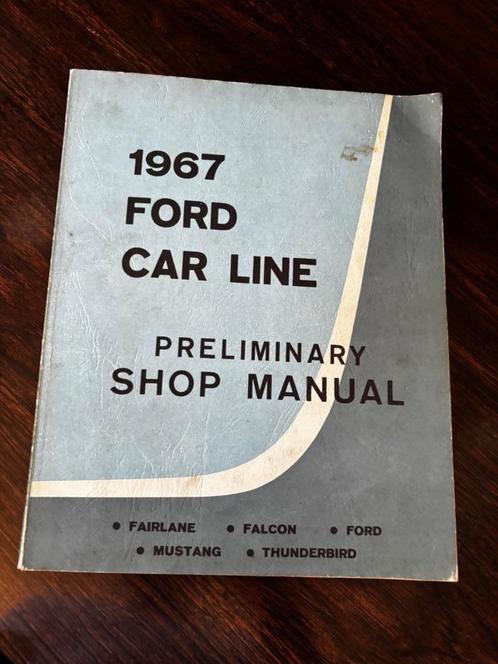 1967
FORD
CAR LINE
PRELIMINARY
SHOP MANUAL
• FAIRLANE • FALCON • FORD
• MUSTANG • THUNDERBIRD